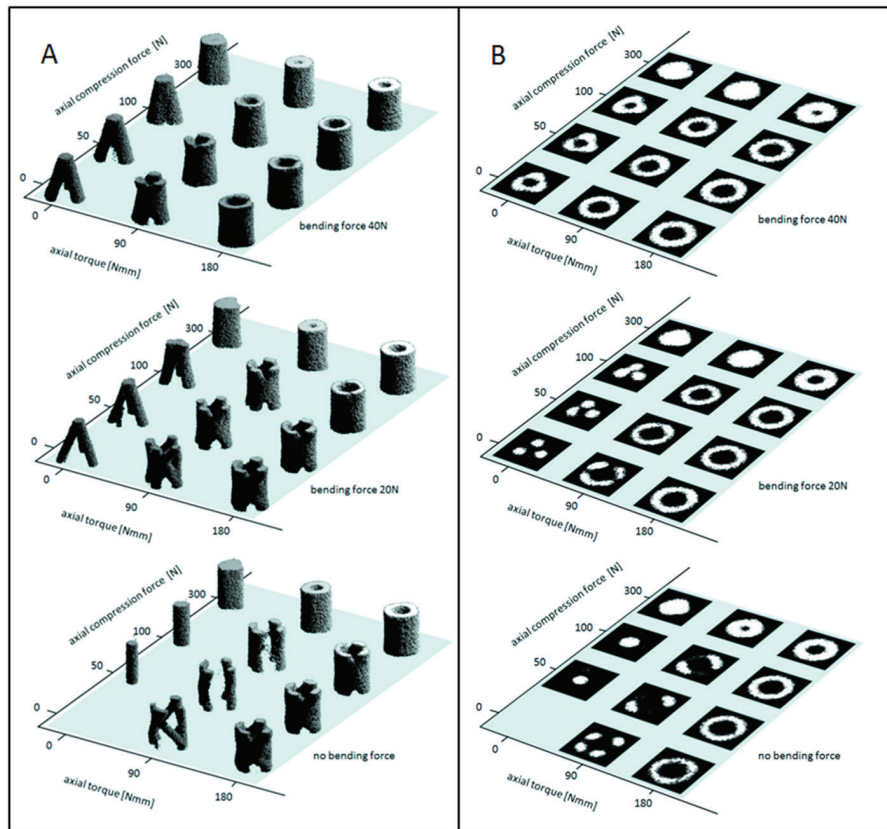 A
axial compression force [N]
300
100
50
0
0
90
180
axial torque [Nmm]
bending force 40N
axial compression force [N]
300
100
50
0
0
90
180
axial torque [Nmm]
bending force 20N
axial compression force [N]
300
100
50
0
0
90
180
axial torque [Nmm]
no bending force
B
axial compression force [N]
300
100
50
0
0
90
180
axial torque [Nmm]
bending force 40N
axial compression force [N]
300
100
50
0
0
90
180
axial torque [Nmm]
bending force 20N
axial compression force [N]
300
100
50
0
0
90
180
axial torque [Nmm]
no bending force